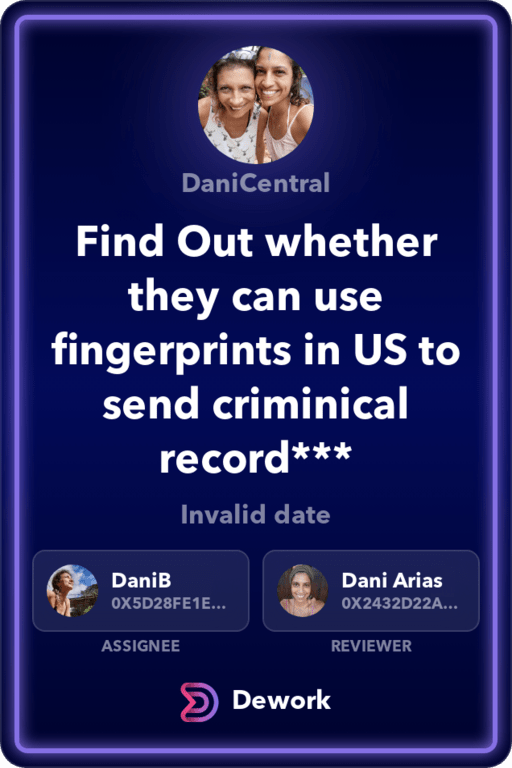 DaniCentral
Find Out whether
they can use
fingerprints in US to
send criminical
record***
Invalid date
DaniB
0X5D28FE1E...
ASSIGNEE
Dani Arias
0X2432D22A...
REVIEWER
Dework